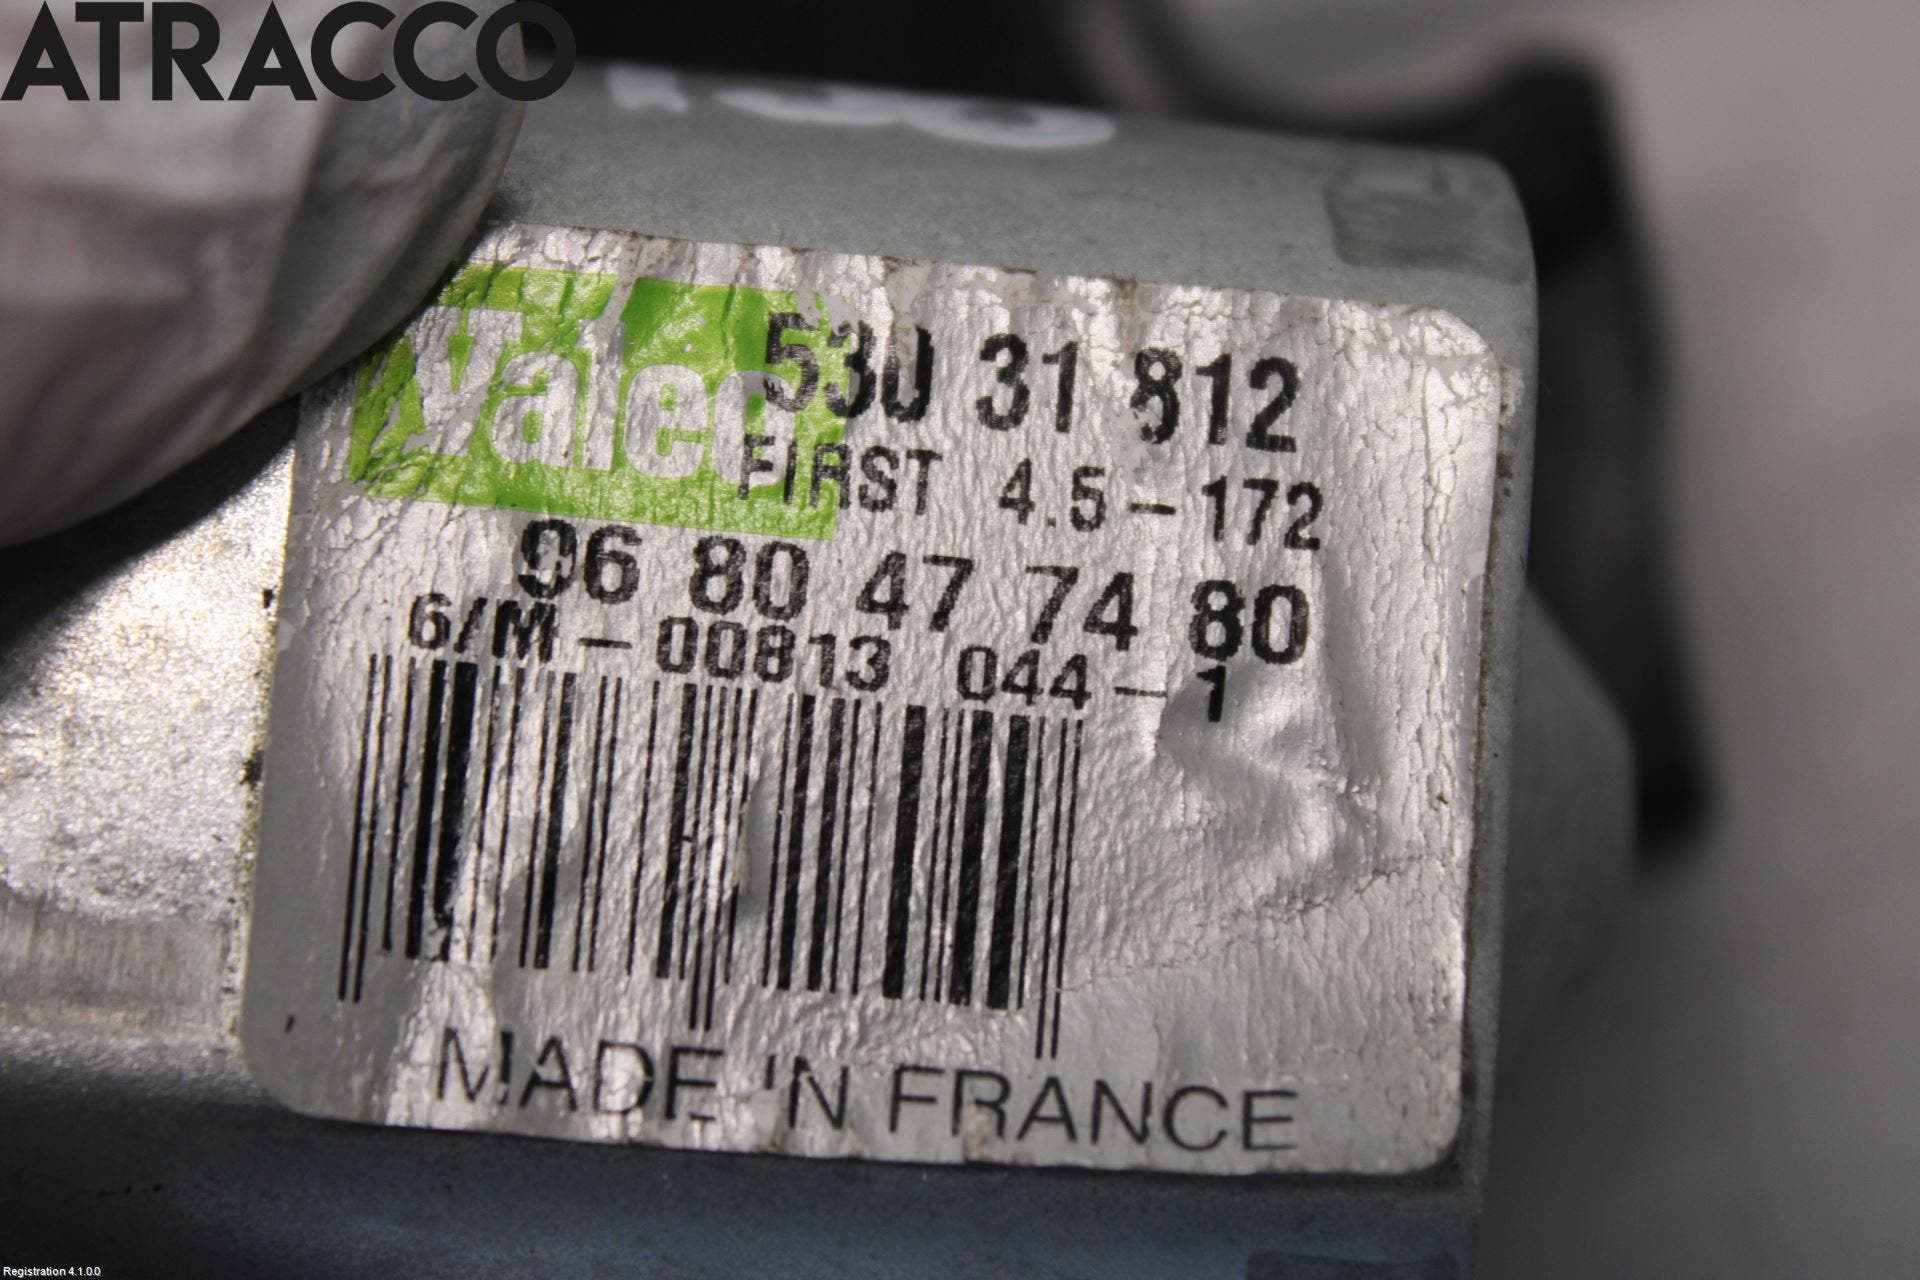 ATRACCO
Valeo 530 31 812
FIRST 4.5-172
96 80 47 74 80
6/M-00813 044-1
MADE IN FRANCE
Registration 4.1.0.0